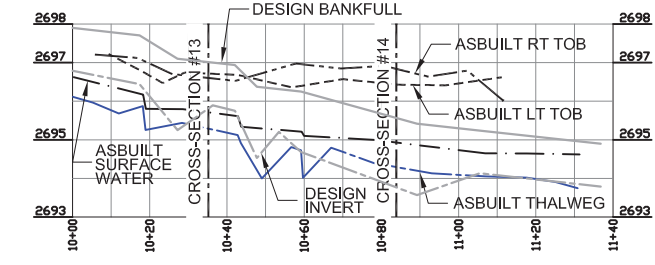 DESIGN BANKFULL
2698
2698
2697
2697
ASBUILT RT TOB
CROSS-SECTION #13
CROSS-SECTION #14
ASBUILT LT TOB
2695
2695
ASBUILT
SURFACE
WATER
DESIGN
INVERT
ASBUILT THALWEG
2693
2693
10+00
10+20
10+40
10+60
10+80
11+00
11+20
11+40